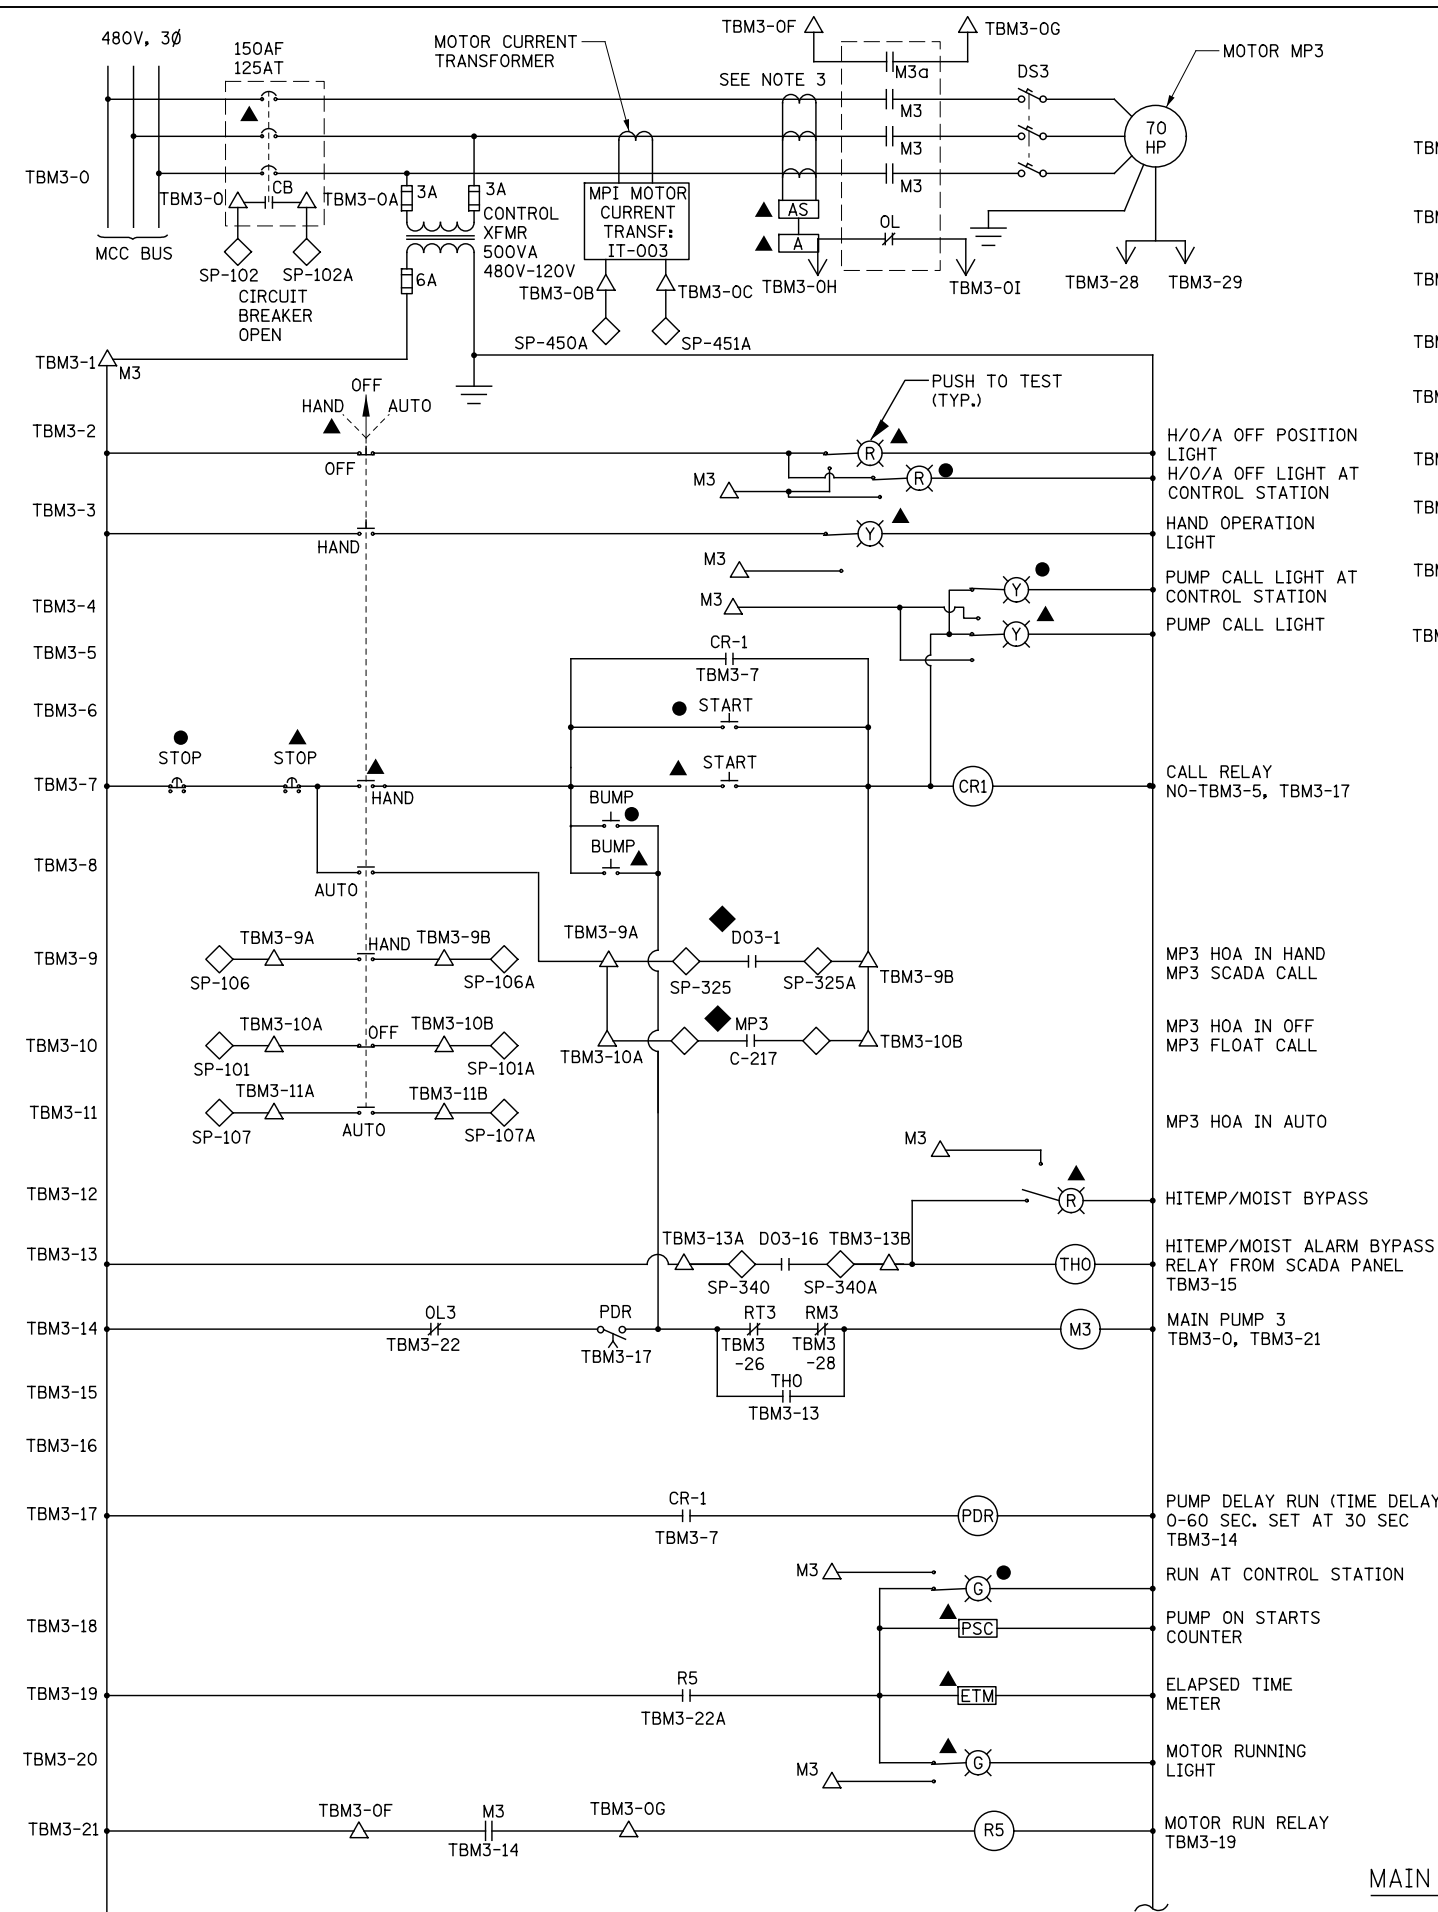 480V, 3Ø
150AF
125AT
MOTOR CURRENT
TRANSFORMER
TBM3-0F
TBM3-0G
MOTOR MP3
SEE NOTE 3
M3a
DS3
M3
M3
M3
70
HP
TBM3-0
TBM3-0
CB
TBM3-0A
3A
3A
CONTROL
XFMR
500VA
480V-120V
MPI MOTOR
CURRENT
TRANSF:
IT-003
AS
A
OL
MCC BUS
SP-102
SP-102A
CIRCUIT
BREAKER
OPEN
6A
TBM3-0B
TBM3-0C
TBM3-0H
TBM3-0I
TBM3-28
TBM3-29
SP-450A
SP-451A
TBM3-1
M3
OFF
HAND
AUTO
PUSH TO TEST
(TYP.)
TBM3-2
OFF
R
H/O/A OFF POSITION
LIGHT
M3
R
H/O/A OFF LIGHT AT
CONTROL STATION
TBM3-3
HAND
Y
HAND OPERATION
LIGHT
M3
Y
PUMP CALL LIGHT AT
CONTROL STATION
TBM3-4
M3
Y
PUMP CALL LIGHT
TBM3-5
CR-1
TBM3-7
TBM3-6
START
STOP
STOP
START
TBM3-7
HAND
CR1
CALL RELAY
NO-TBM3-5, TBM3-17
BUMP
BUMP
TBM3-8
AUTO
TBM3-9
TBM3-9A
HAND
TBM3-9B
SP-106
SP-106A
TBM3-9A
DO3-1
SP-325
SP-325A
TBM3-9B
MP3 HOA IN HAND
MP3 SCADA CALL
TBM3-10
TBM3-10A
OFF
TBM3-10B
SP-101
SP-101A
TBM3-10A
MP3
C-217
TBM3-10B
MP3 HOA IN OFF
MP3 FLOAT CALL
TBM3-11
TBM3-11A
TBM3-11B
SP-107
AUTO
SP-107A
MP3 HOA IN AUTO
M3
TBM3-12
R
HITEMP/MOIST BYPASS
TBM3-13
TBM3-13A
DO3-16
TBM3-13B
SP-340
SP-340A
THO
HITEMP/MOIST ALARM BYPASS
RELAY FROM SCADA PANEL
TBM3-15
TBM3-14
OL3
TBM3-22
PDR
TBM3-17
RT3
TBM3
-26
RM3
TBM3
-28
M3
MAIN PUMP 3
TBM3-0, TBM3-21
TBM3-15
THO
TBM3-13
TBM3-16
TBM3-17
CR-1
TBM3-7
PDR
PUMP DELAY RUN (TIME DELAY
0-60 SEC. SET AT 30 SEC
TBM3-14
M3
G
RUN AT CONTROL STATION
TBM3-18
PSC
PUMP ON STARTS
COUNTER
TBM3-19
R5
TBM3-22A
ETM
ELAPSED TIME
METER
TBM3-20
M3
G
MOTOR RUNNING
LIGHT
TBM3-21
TBM3-0F
M3
TBM3-14
TBM3-0G
R5
MOTOR RUN RELAY
TBM3-19
MAIN